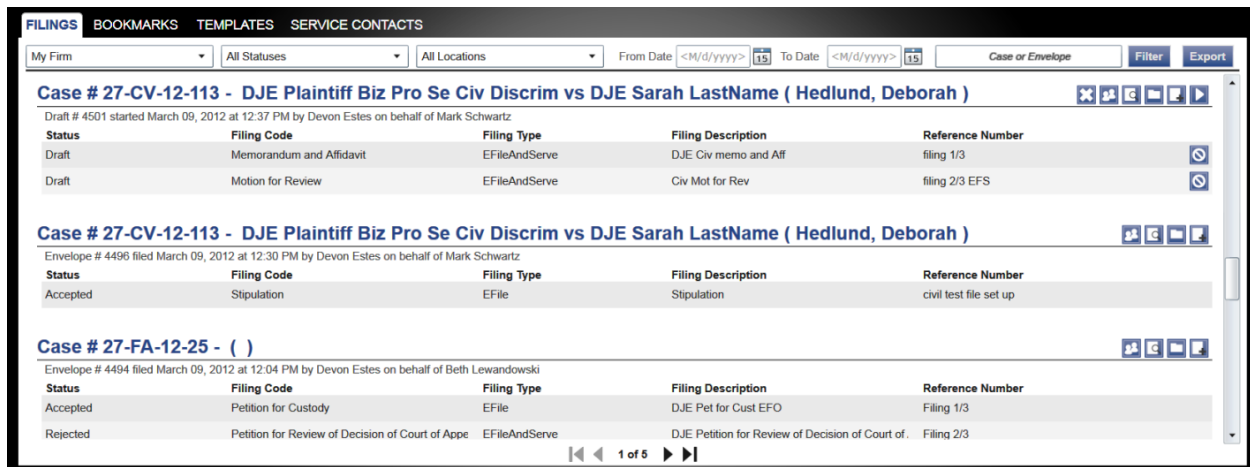 FILINGS BOOKMARKS TEMPLATES SERVICE CONTACTS
My Firm All Statuses All Locations From Date <M/d/yyyy> 15 To Date <M/d/yyyy> 15 Case or Envelope Filter Export
Case # 27-CV-12-113 - DJE Plaintiff Biz Pro Se Civ Discrim vs DJE Sarah LastName ( Hedlund, Deborah )
Draft # 4501 started March 09, 2012 at 12:37 PM by Devon Estes on behalf of Mark Schwartz
Status Filing Code Filing Type Filing Description Reference Number
Draft Memorandum and Affidavit EFileAndServe DJE Civ memo and Aff filing 1/3
Draft Motion for Review EFileAndServe Civ Mot for Rev filing 2/3 EFS
Case # 27-CV-12-113 - DJE Plaintiff Biz Pro Se Civ Discrim vs DJE Sarah LastName ( Hedlund, Deborah )
Envelope # 4496 filed March 09, 2012 at 12:30 PM by Devon Estes on behalf of Mark Schwartz
Status Filing Code Filing Type Filing Description Reference Number
Accepted Stipulation EFile Stipulation civil test file set up
Case # 27-FA-12-25 - ( )
Envelope # 4494 filed March 09, 2012 at 12:04 PM by Devon Estes on behalf of Beth Lewandowski
Status Filing Code Filing Type Filing Description Reference Number
Accepted Petition for Custody EFile DJE Pet for Cust EFO Filing 1/3
Rejected Petition for Review of Decision of Court of Appe EFileAndServe DJE Petition for Review of Decision of Court of . Filing 2/3
1 of 5